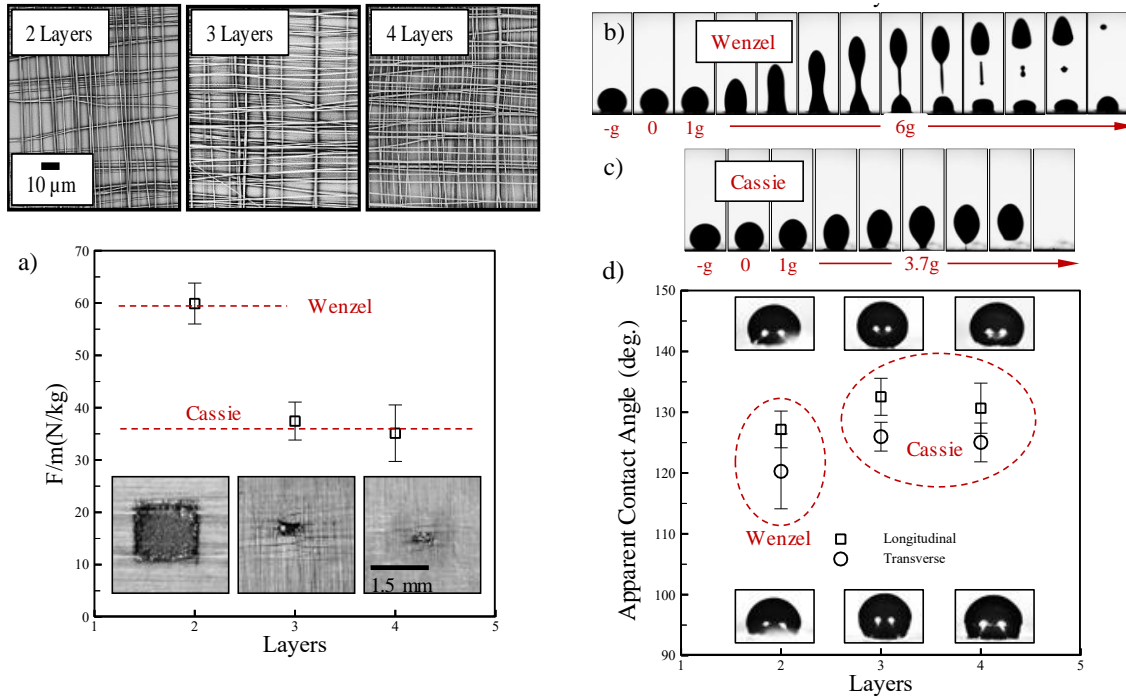 2 Layers
3 Layers
4 Layers
10 µm
b)
Wenzel
-g 0 1g 6g
c)
Cassie
-g 0 1g 3.7g
a)
F/m(N/kg)
70
60
50
40
30
20
10
0
Wenzel
Cassie
1.5 mm
1 2 3 4 5
Layers
d)
Apparent Contact Angle (deg.)
150
140
130
120
110
100
90
Cassie
Wenzel
Longitudinal
Transverse
1 2 3 4 5
Layers